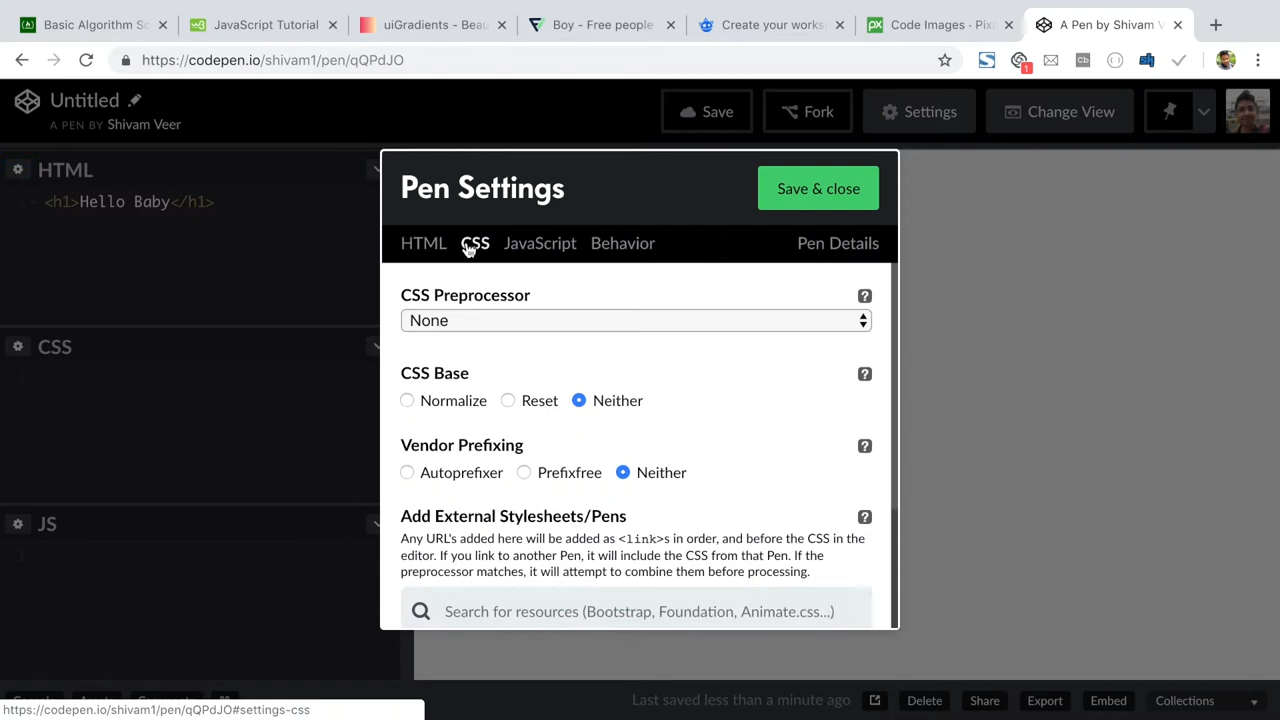 Basic Algorithm Sc
JavaScript Tutorial
uiGradients - Beau
Boy - Free people
Create your works
Code Images - Pixa
A Pen by Shivam V
https://codepen.io/shivam1/pen/qQPdJO
1
Untitled
A PEN BY Shivam Veer
Save
Fork
Settings
Change View
HTML
<h1>Hello Baby</h1>
CSS
JS
Pen Settings
Save & close
HTML CSS JavaScript Behavior Pen Details
CSS Preprocessor
None
CSS Base
Normalize Reset Neither
Vendor Prefixing
Autoprefixer Prefixfree Neither
Add External Stylesheets/Pens
Any URL's added here will be added as <link>s in order, and before the CSS in the
editor. If you link to another Pen, it will include the CSS from that Pen. If the
preprocessor matches, it will attempt to combine them before processing.
Search for resources (Bootstrap, Foundation, Animate.css...)
Last saved less than a minute ago
Delete
Share
Export
Embed
Collections
https://codepen.io/shivam1/pen/qQPdJO#settings-css